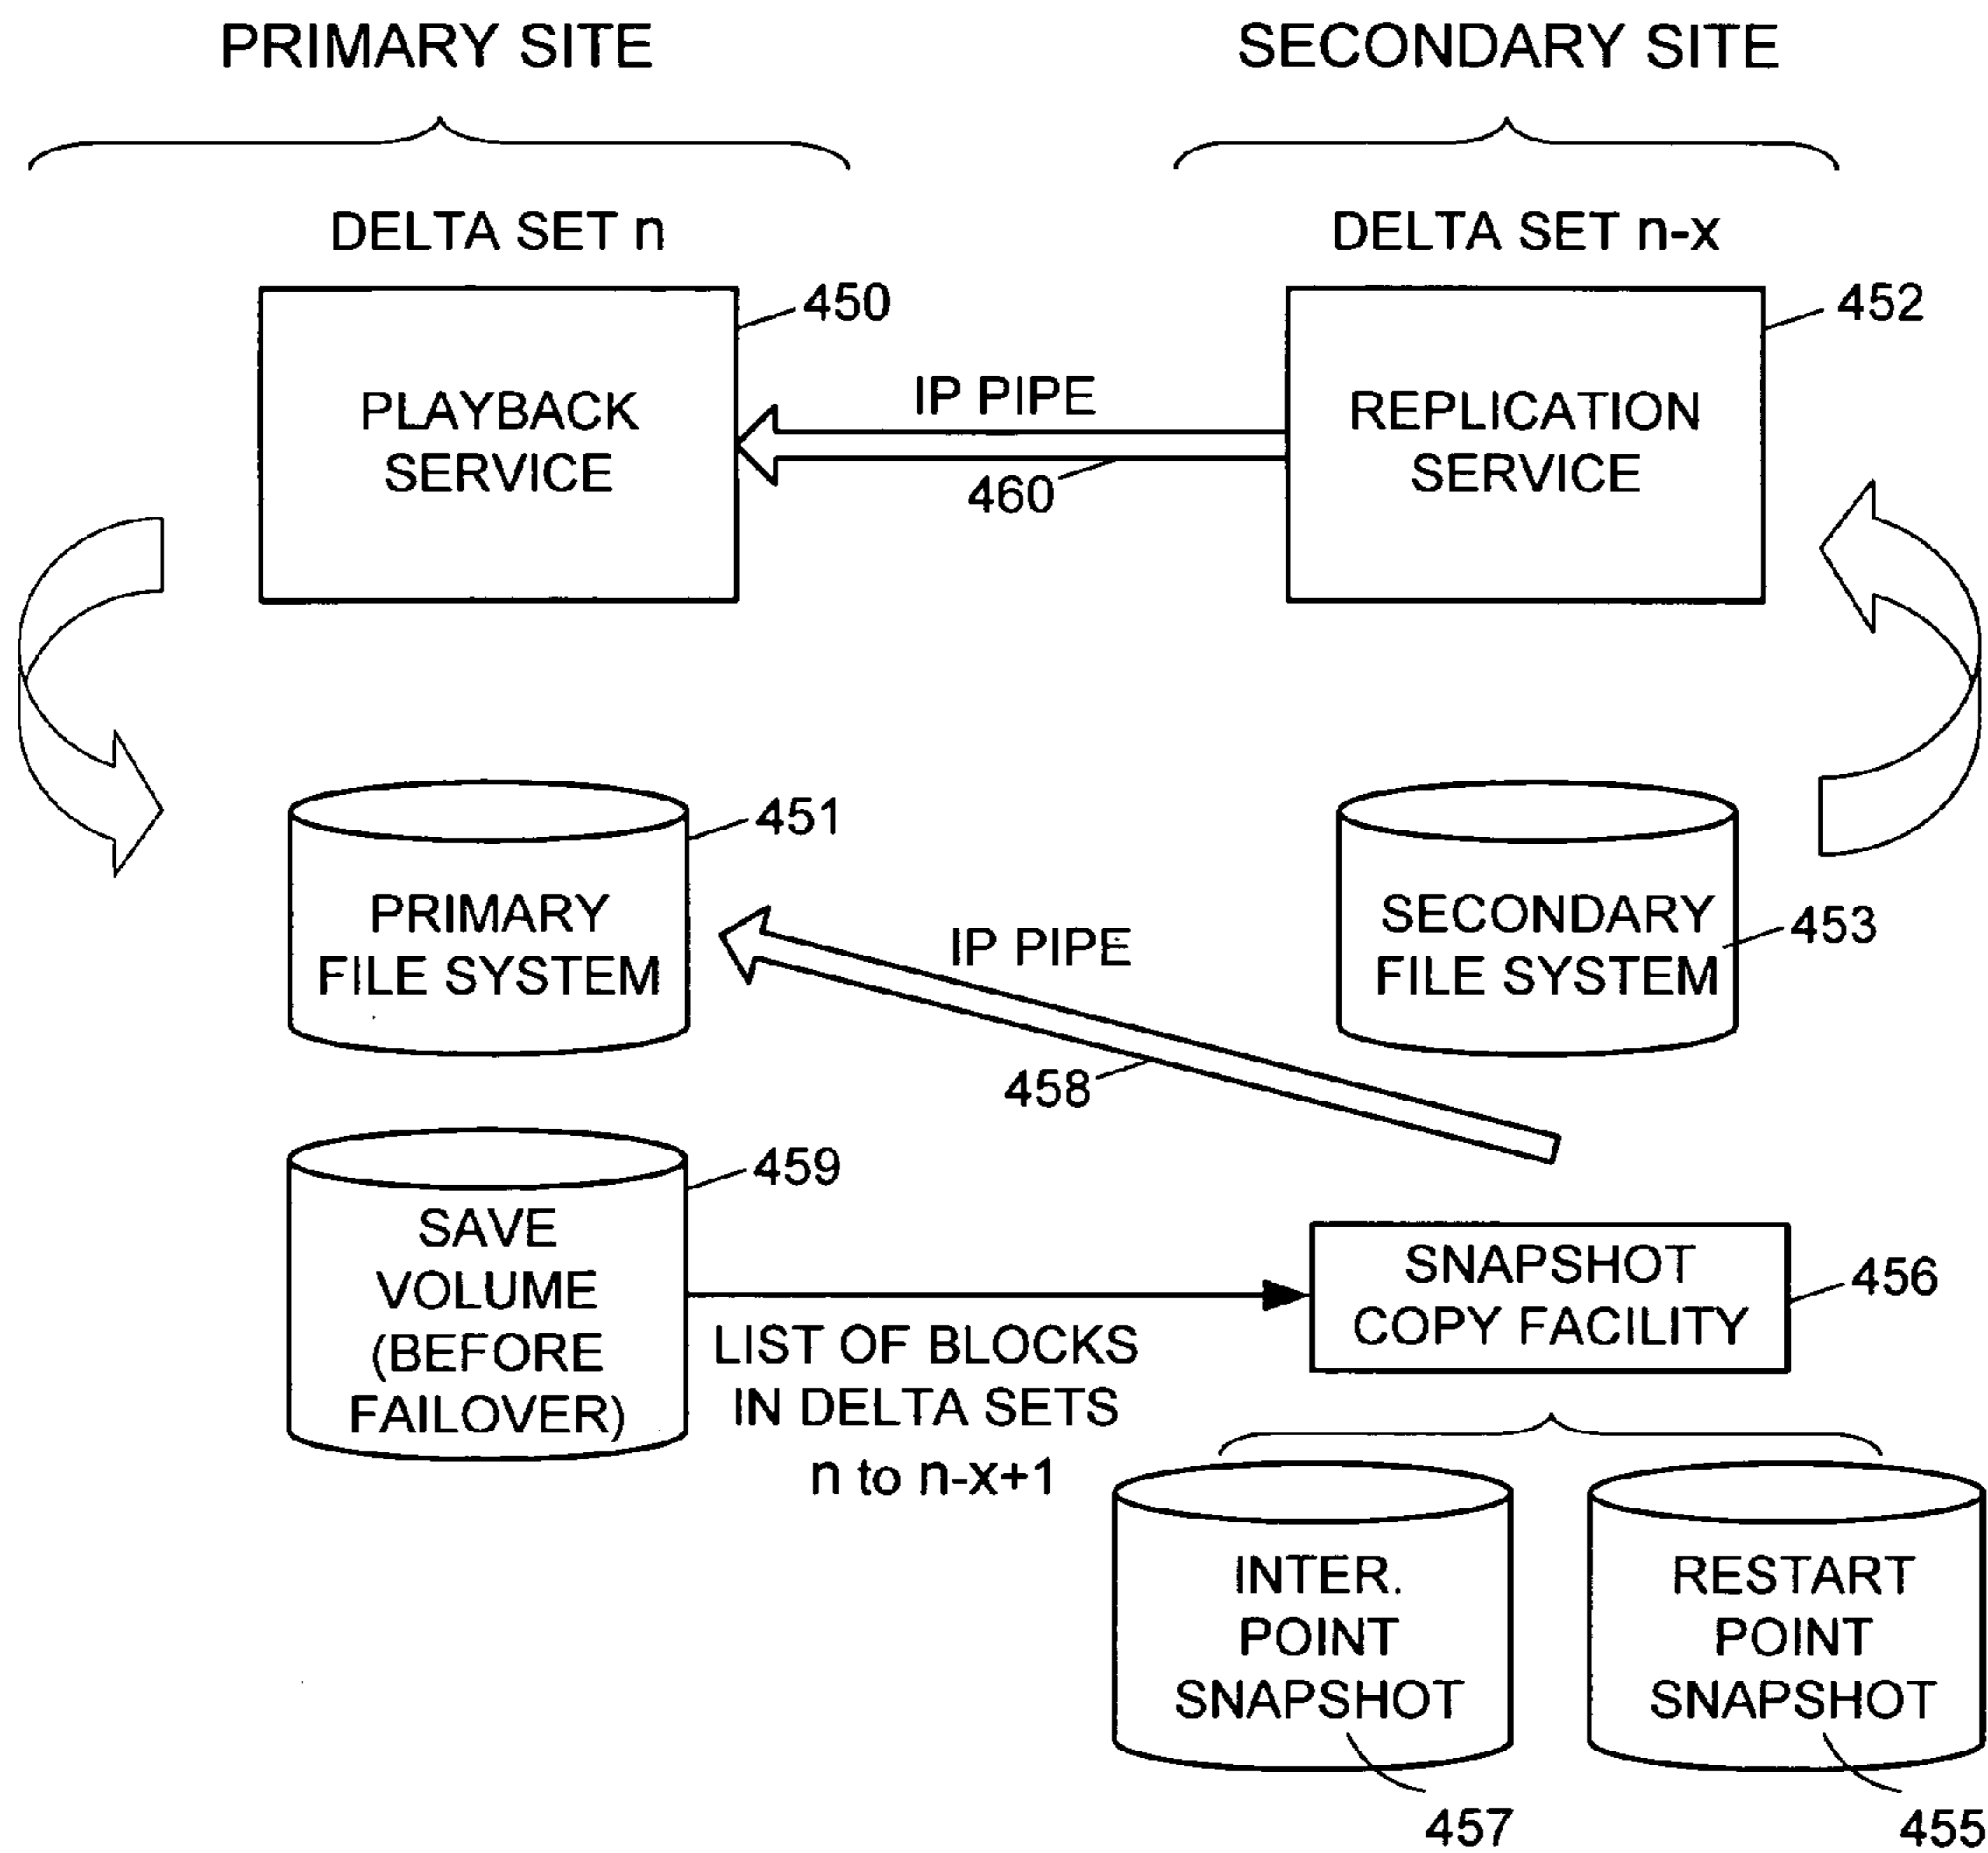 PRIMARY SITE
SECONDARY SITE
DELTA SET n
DELTA SET n-x
450
452
PLAYBACK
SERVICE
IP PIPE
460
REPLICATION
SERVICE
451
PRIMARY
FILE SYSTEM
IP PIPE
458
SECONDARY
FILE SYSTEM
453
459
SAVE
VOLUME
(BEFORE
FAILOVER)
LIST OF BLOCKS
IN DELTA SETS
n to n-x+1
SNAPSHOT
COPY FACILITY
456
INTER.
POINT
SNAPSHOT
457
RESTART
POINT
SNAPSHOT
455